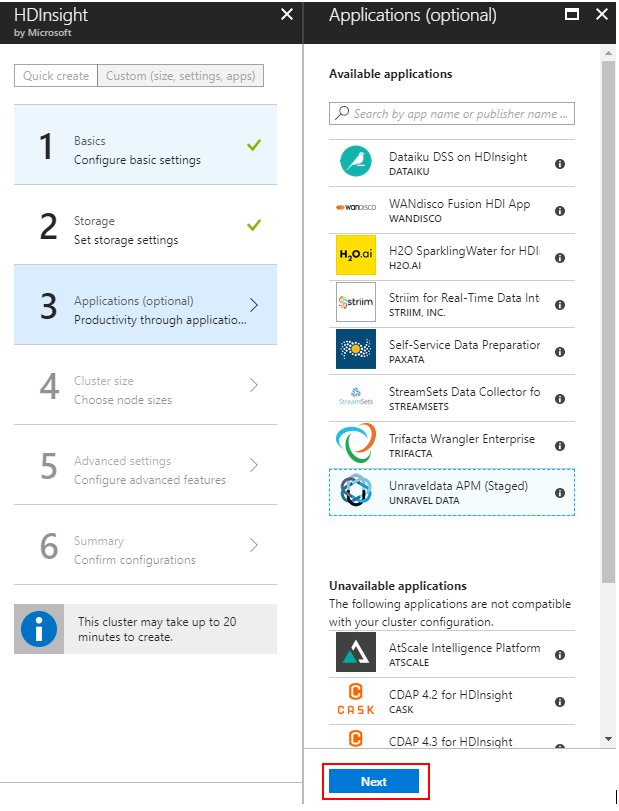 HDInsight
by Microsoft
Quick create
Custom (size, settings, apps)
1
Basics
Configure basic settings
2
Storage
Set storage settings
3
Applications (optional)
Productivity through applicatio...
4
Cluster size
Choose node sizes
5
Advanced settings
Configure advanced features
6
Summary
Confirm configurations
This cluster may take up to 20
minutes to create.
Applications (optional)
Available applications
Search by app name or publisher name ...
Dataiku DSS on HDInsight
DATAIKU
WANDISCO
WANdisco Fusion HDI App
WANDISCO
H2O.ai
H2O SparklingWater for HDI
H2O.AI
Striim
Striim for Real-Time Data Int
STRIIM, INC.
Self-Service Data Preparation
PAXATA
StreamSets
StreamSets Data Collector fo
STREAMSETS
Trifacta Wrangler Enterprise
TRIFACTA
Unraveldata APM (Staged)
UNRAVEL DATA
Unavailable applications
The following applications are not compatible
with your cluster configuration.
AtScale Intelligence Platform
ATSCALE
CASK
CDAP 4.2 for HDInsight
CASK
CDAP 4.3 for HDInsight
Next